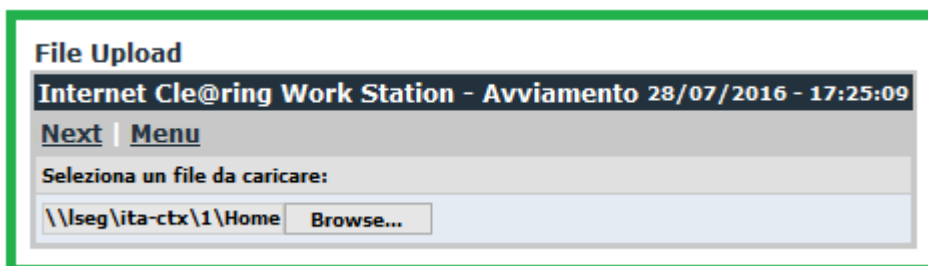 File Upload
Internet Cle@ring Work Station - Avviamento 28/07/2016 - 17:25:09
Next | Menu
Seleziona un file da caricare:
\\lseg\ita-ctx\1\Home Browse...